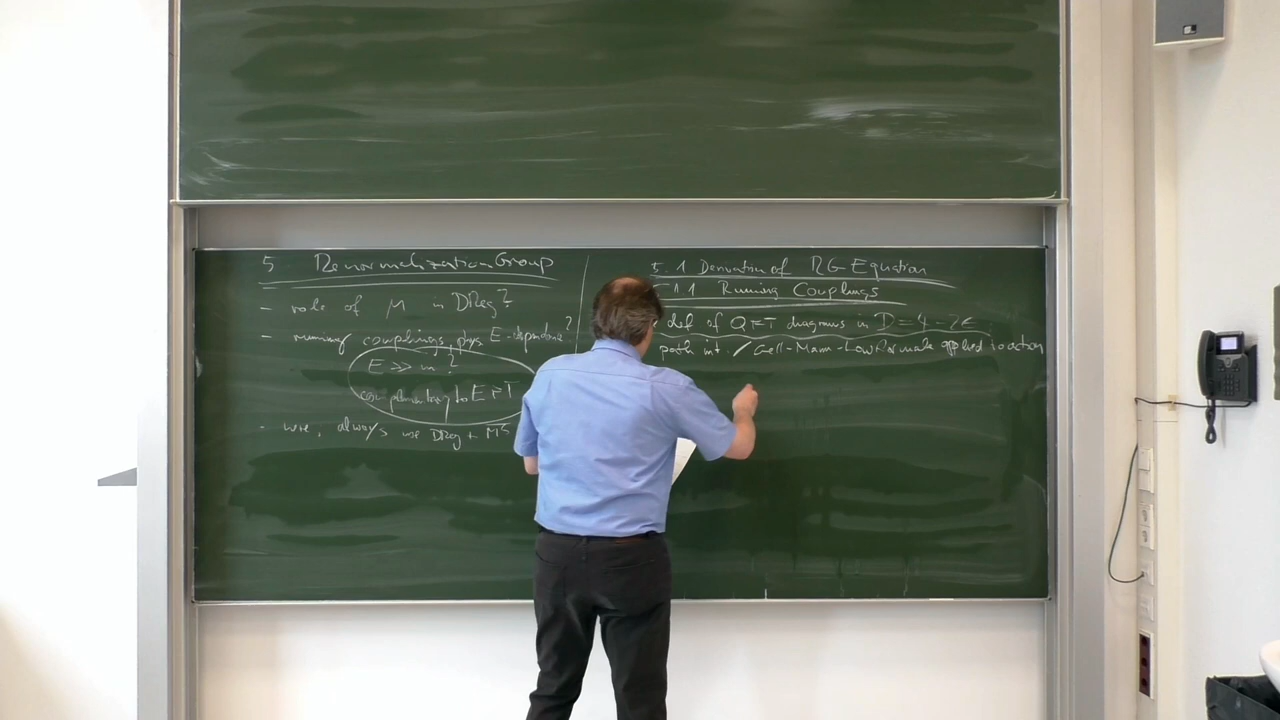 5. Renormalization Group
- role of μ in DReg?
- running couplings, phys E-dependence?
E ≫ m?
complementary to EFT
- here, always use DReg + MS
5.1 Derivation of RG Equation
5.1.1 Running Couplings
def of QFT diagrams in D = 4 - 2ε
path int. / Gell-Mann-Low formula applied to action